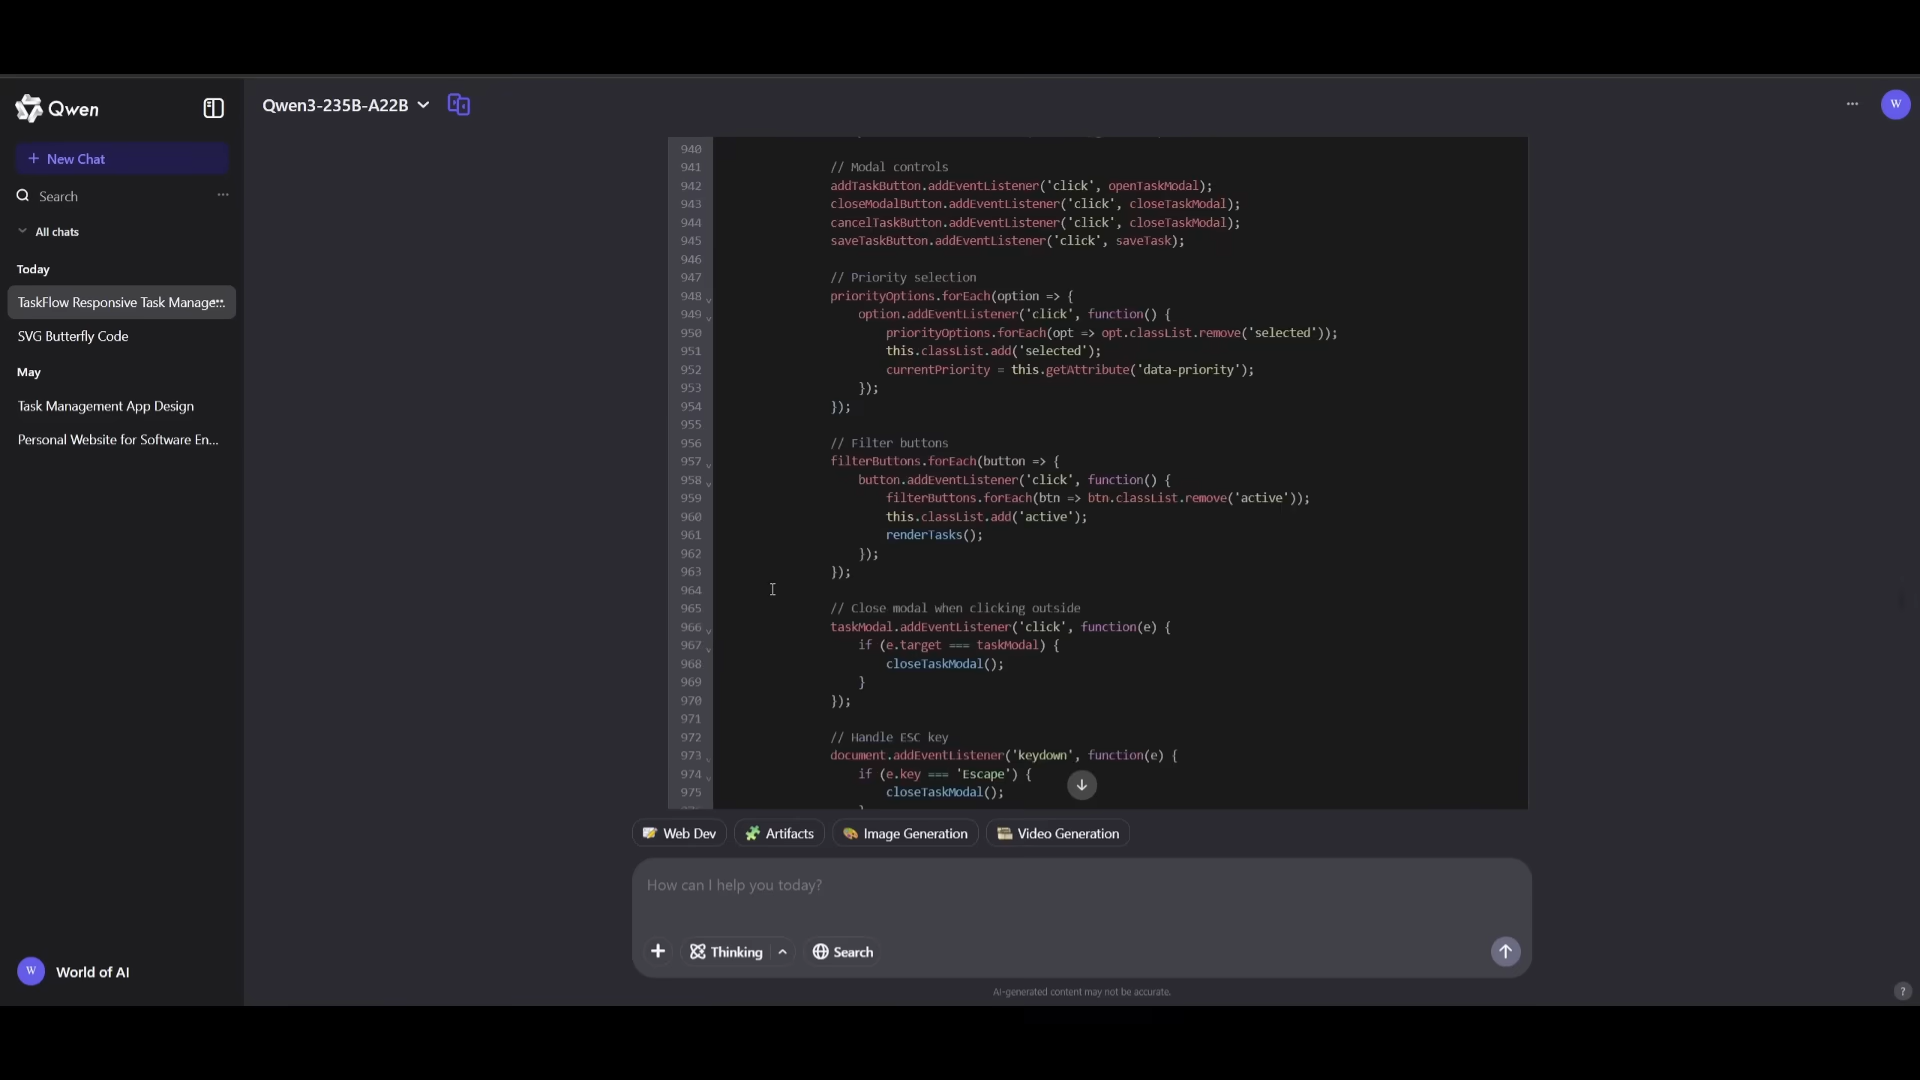 Qwen
Qwen3-235B-A22B
W
+ New Chat
Search
All chats
Today
TaskFlow Responsive Task Manage...
SVG Butterfly Code
May
Task Management App Design
Personal Website for Software En...
W World of AI
940
941 // Modal controls
942 addTaskButton.addEventListener('click', openTaskModal);
943 closeModalButton.addEventListener('click', closeTaskModal);
944 cancelTaskButton.addEventListener('click', closeTaskModal);
945 saveTaskButton.addEventListener('click', saveTask);
946
947 // Priority selection
948 priorityOptions.forEach(option => {
949 option.addEventListener('click', function() {
950 priorityOptions.forEach(opt => opt.classList.remove('selected'));
951 this.classList.add('selected');
952 currentPriority = this.getAttribute('data-priority');
953 });
954 });
955
956 // Filter buttons
957 filterButtons.forEach(button => {
958 button.addEventListener('click', function() {
959 filterButtons.forEach(btn => btn.classList.remove('active'));
960 this.classList.add('active');
961 renderTasks();
962 });
963 });
964
965 // Close modal when clicking outside
966 taskModal.addEventListener('click', function(e) {
967 if (e.target === taskModal) {
968 closeTaskModal();
969 }
970 });
971
972 // Handle ESC key
973 document.addEventListener('keydown', function(e) {
974 if (e.key === 'Escape') {
975 closeTaskModal();
Web Dev
Artifacts
Image Generation
Video Generation
How can I help you today?
+ Thinking
Search
AI-generated content may not be accurate.
?